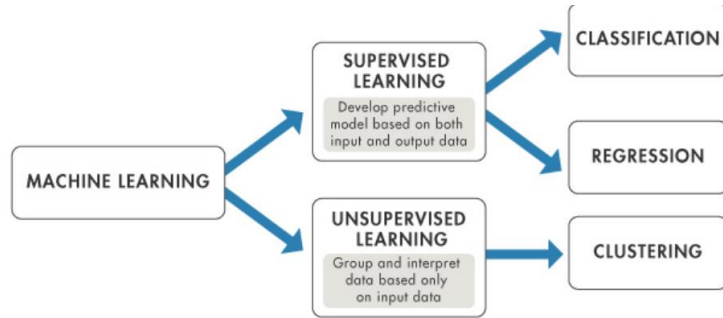 MACHINE LEARNING
SUPERVISED
LEARNING
Develop predictive
model based on both
input and output data
UNSUPERVISED
LEARNING
Group and interpret
data based only
on input data
CLASSIFICATION
REGRESSION
CLUSTERING